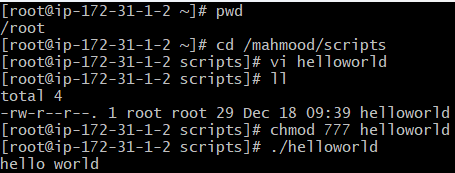 [root@ip-172-31-1-2 ~]# pwd
/root
[root@ip-172-31-1-2 ~]# cd /mahmood/scripts
[root@ip-172-31-1-2 scripts]# vi helloworld
[root@ip-172-31-1-2 scripts]# ll
total 4
-rw-r--r--. 1 root root 29 Dec 18 09:39 helloworld
[root@ip-172-31-1-2 scripts]# chmod 777 helloworld
[root@ip-172-31-1-2 scripts]# ./helloworld
hello world